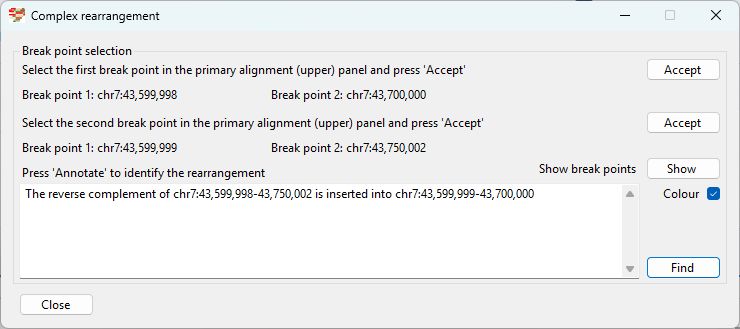 Complex rearrangement
Break point selection
Select the first break point in the primary alignment (upper) panel and press 'Accept'
Accept
Break point 1: chr7:43,599,998 Break point 2: chr7:43,700,000
Select the second break point in the primary alignment (upper) panel and press 'Accept'
Accept
Break point 1: chr7:43,599,999 Break point 2: chr7:43,750,002
Press 'Annotate' to identify the rearrangement Show break points Show
The reverse complement of chr7:43,599,998-43,750,002 is inserted into chr7:43,599,999-43,700,000
Colour
Find
Close